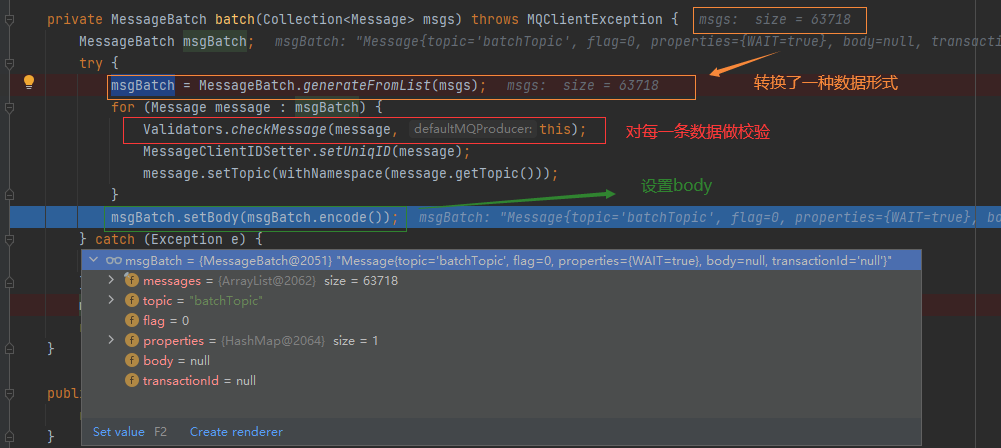 private MessageBatch batch(Collection<Message> msgs) throws MQClientException { msgs: size = 63718
MessageBatch msgBatch; msgBatch: "Message{topic='batchTopic', flag=0, properties={WAIT=true}, body=null, transacti
try {
msgBatch = MessageBatch.generateFromList(msgs); msgs: size = 63718
转换了一种数据形式
for (Message message : msgBatch) {
Validators.checkMessage(message, defaultMQProducer: this);
对每一条数据做校验
MessageClientIDSetter.setUniqID(message);
message.setTopic(withNamespace(message.getTopic()));
}
设置body
msgBatch.setBody(msgBatch.encode()); msgBatch: "Message{topic='batchTopic', flag=0, properties={WAIT=true}, bo
} catch (Exception e) {
msgBatch = {MessageBatch@2051} "Message{topic='batchTopic', flag=0, properties={WAIT=true}, body=null, transactionId='null'}"
messages = {ArrayList@2062} size = 63718
topic = "batchTopic"
flag = 0
properties = {HashMap@2064} size = 1
}
body = null
transactionId = null
publ
Set value F2 Create renderer
}